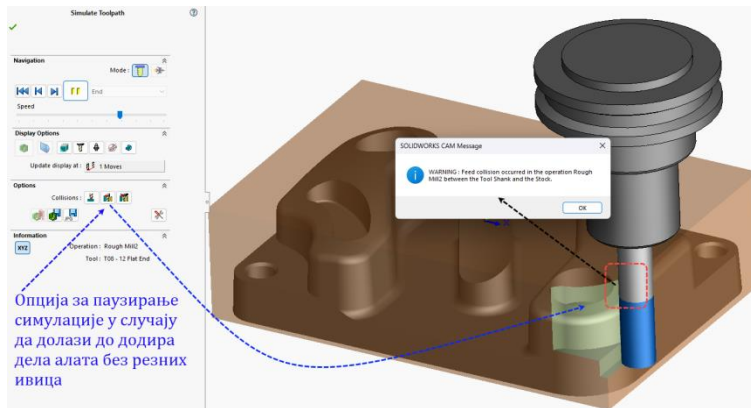 Simulate Toolpath
Navigation
Mode :
End
Speed
Display Options
Update display at : 1 Moves
Options
Collisions :
Information
XYZ
Operation : Rough Mill2
Tool : T08 - 12 Flat End
Опција за паузирање
симулације у случају
да долази до додира
дела алата без резних
ивица
SOLIDWORKS CAM Message
WARNING : Feed collision occurred in the operation Rough
Mill2 between the Tool Shank and the Stock.
OK